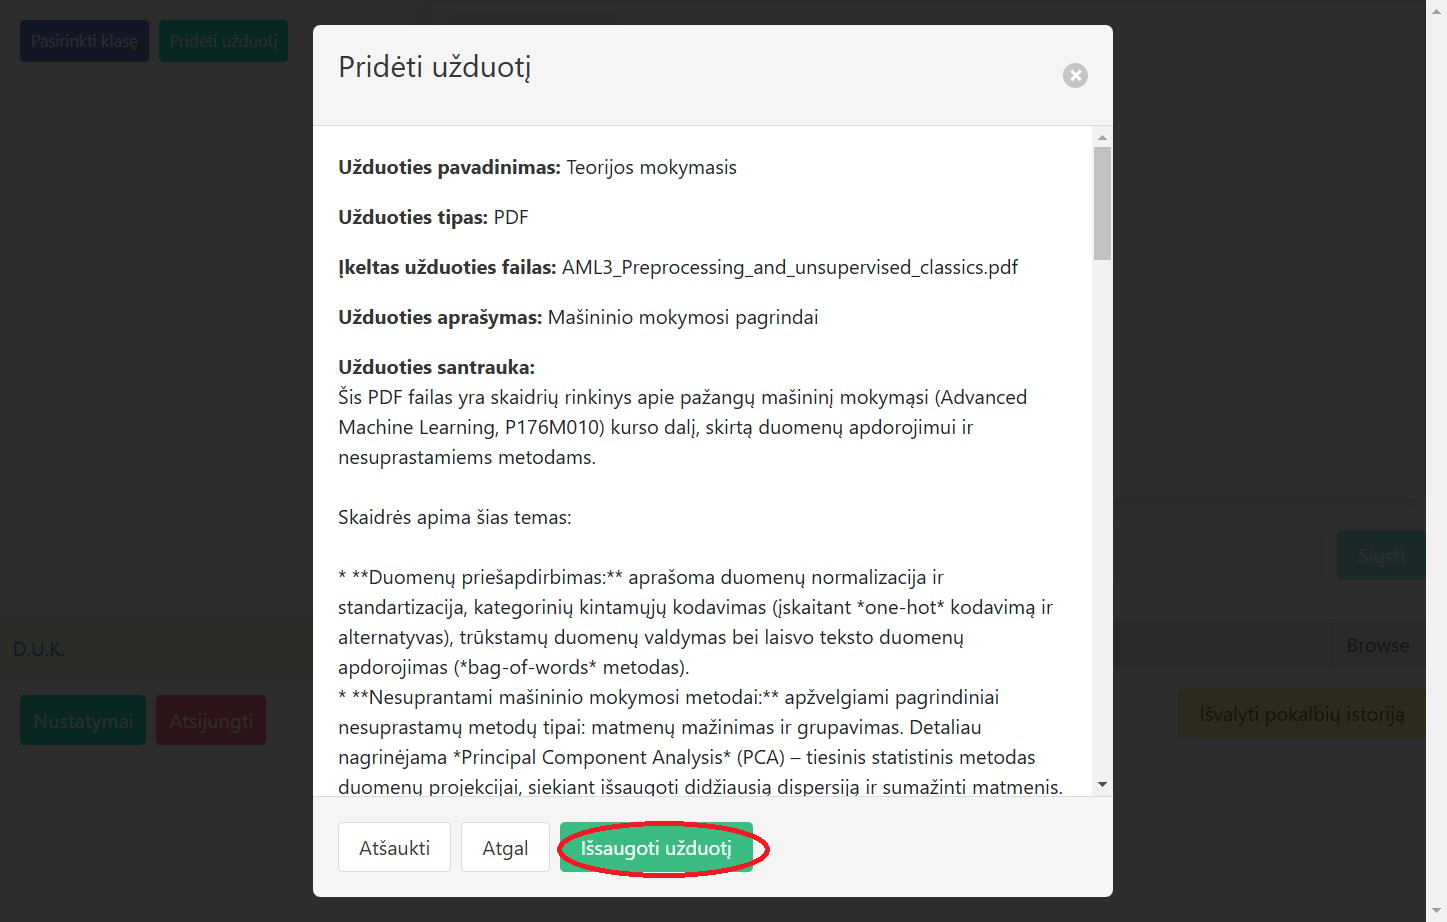 Pasirinkti klasę
Pridėti užduotį
Pridėti užduotį
Užduoties pavadinimas: Teorijos mokymasis
Užduoties tipas: PDF
Įkeltas užduoties failas: AML3_Preprocessing_and_unsupervised_classics.pdf
Užduoties aprašymas: Mašininio mokymosi pagrindai
Užduoties santrauka:
Šis PDF failas yra skaidrių rinkinys apie pažangų mašininį mokymąsi (Advanced
Machine Learning, P176M010) kurso dalį, skirtą duomenų apdorojimui ir
nesuprastamiems metodams.
Skaidrės apima šias temas:
* **Duomenų priešapdirbimas:** aprašoma duomenų normalizacija ir
standartizacija, kategorinių kintamųjų kodavimas (įskaitant *one-hot* kodavimą ir
alternatyvas), trūkstamų duomenų valdymas bei laisvo teksto duomenų
apdorojimas (*bag-of-words* metodas).
* **Nesuprantami mašininio mokymosi metodai:** apžvelgiami pagrindiniai
nesuprastamų metodų tipai: matmenų mažinimas ir grupavimas. Detaliau
nagrinėjama *Principal Component Analysis* (PCA) – tiesinis statistinis metodas
duomenų projekcijai, siekiant išsaugoti didžiausią dispersiją ir sumažinti matmenis.
Atšaukti
Atgal
Išsaugoti užduotį
Siųsti
D.U.K.
Browse
Nustatymai
Atsijungti
Išvalyti pokalbių istoriją